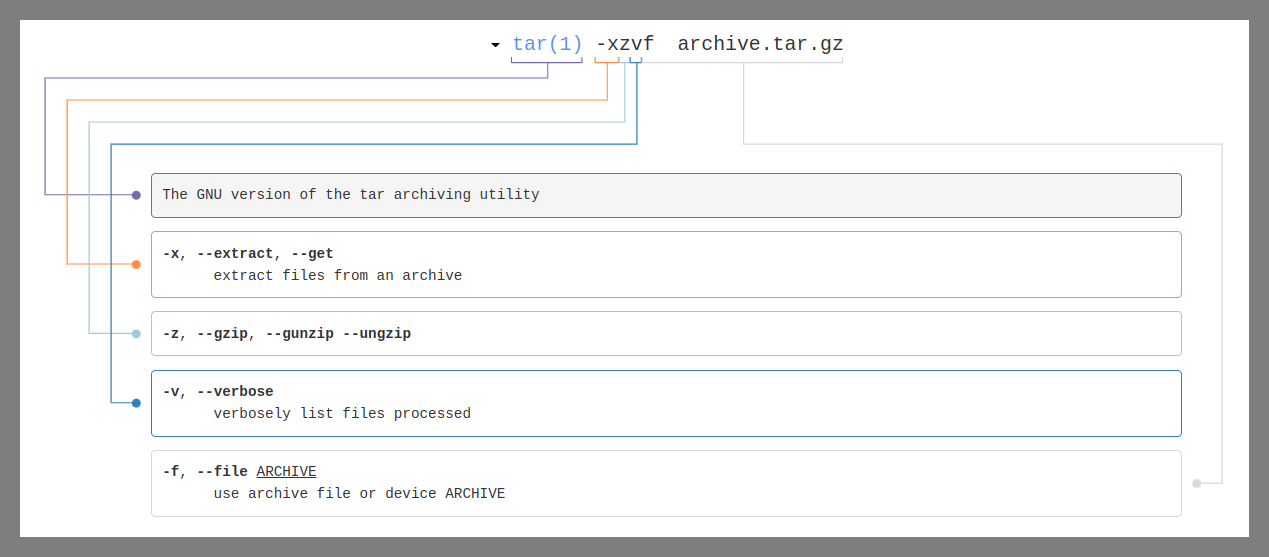 tar(1) -xzvf archive.tar.gz
The GNU version of the tar archiving utility
-x, --extract, --get
extract files from an archive
-z, --gzip, --gunzip --ungzip
-v, --verbose
verbosely list files processed
-f, --file ARCHIVE
use archive file or device ARCHIVE